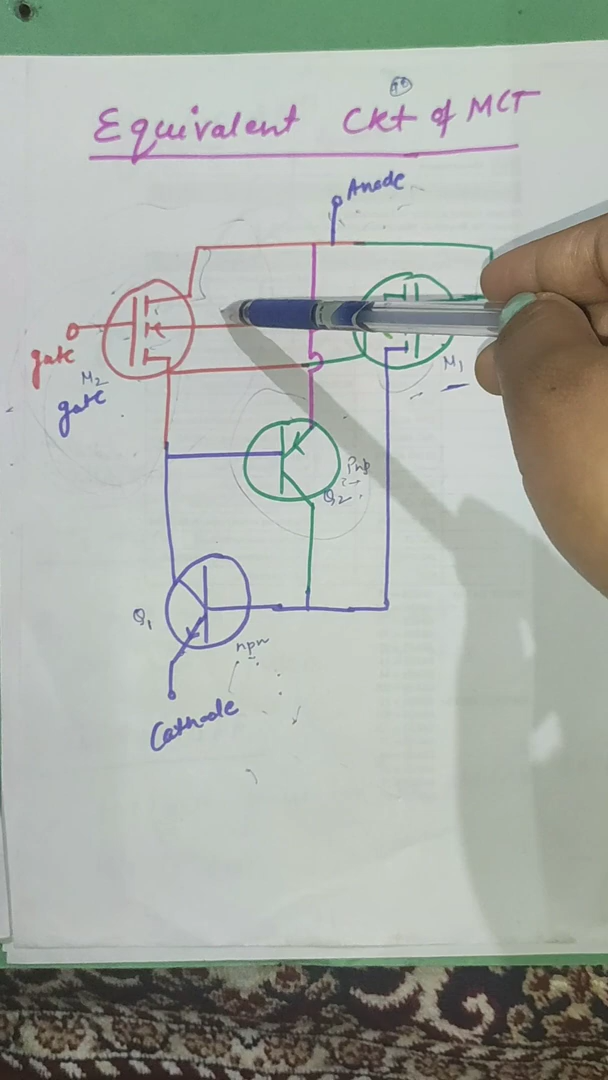 Equivalent Ckt of MCT
Anode
gate
M2
gate
M1
Pnp
Q2
Q1
npn
Cathode